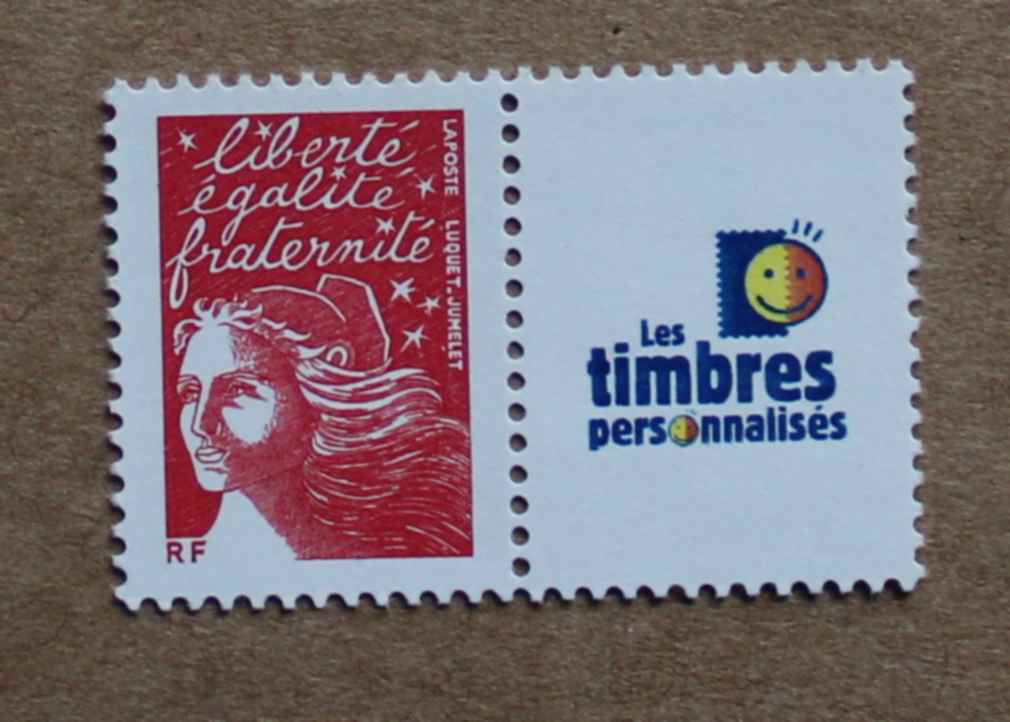 liberté
égalité
fraternité
LAPOSTE LUQUET-JUMELET
RF
Les
timbres
personnalisés